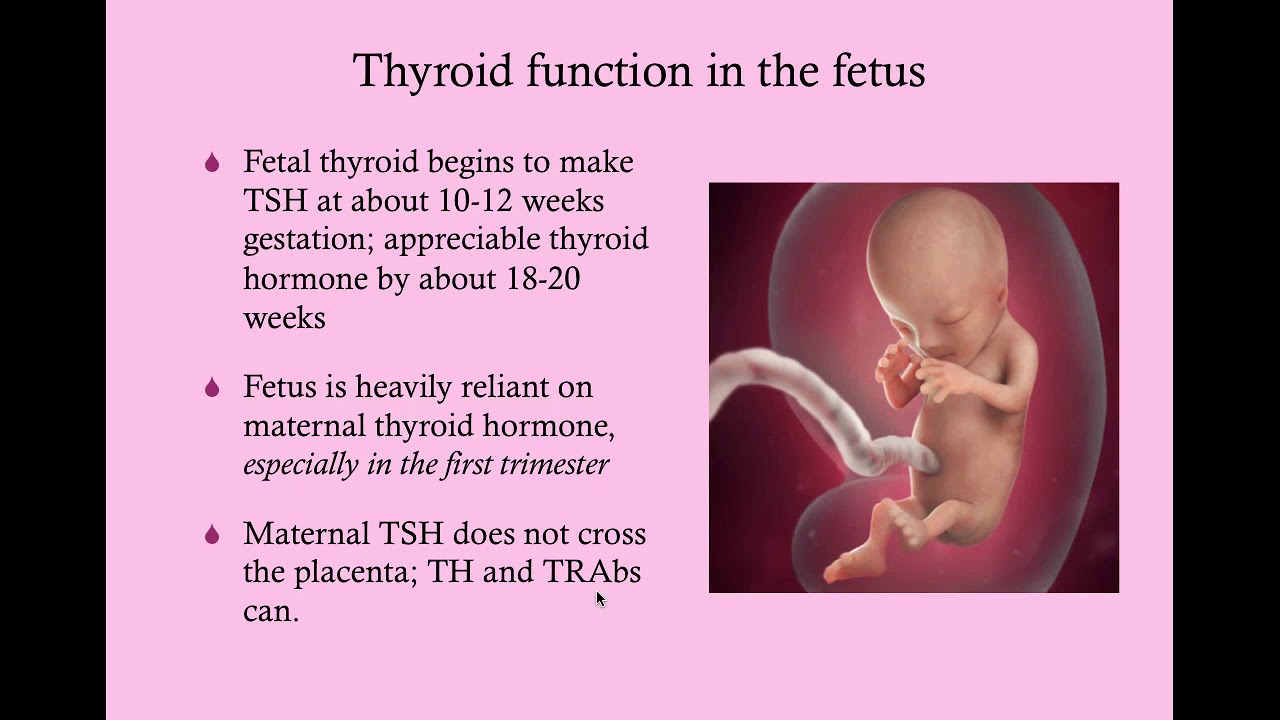 Thyroid function in the fetus
Fetal thyroid begins to make
TSH at about 10-12 weeks
gestation; appreciable thyroid
hormone by about 18-20
weeks
Fetus is heavily reliant on
maternal thyroid hormone,
especially in the first trimester
Maternal TSH does not cross
the placenta; TH and TRAbs
can.